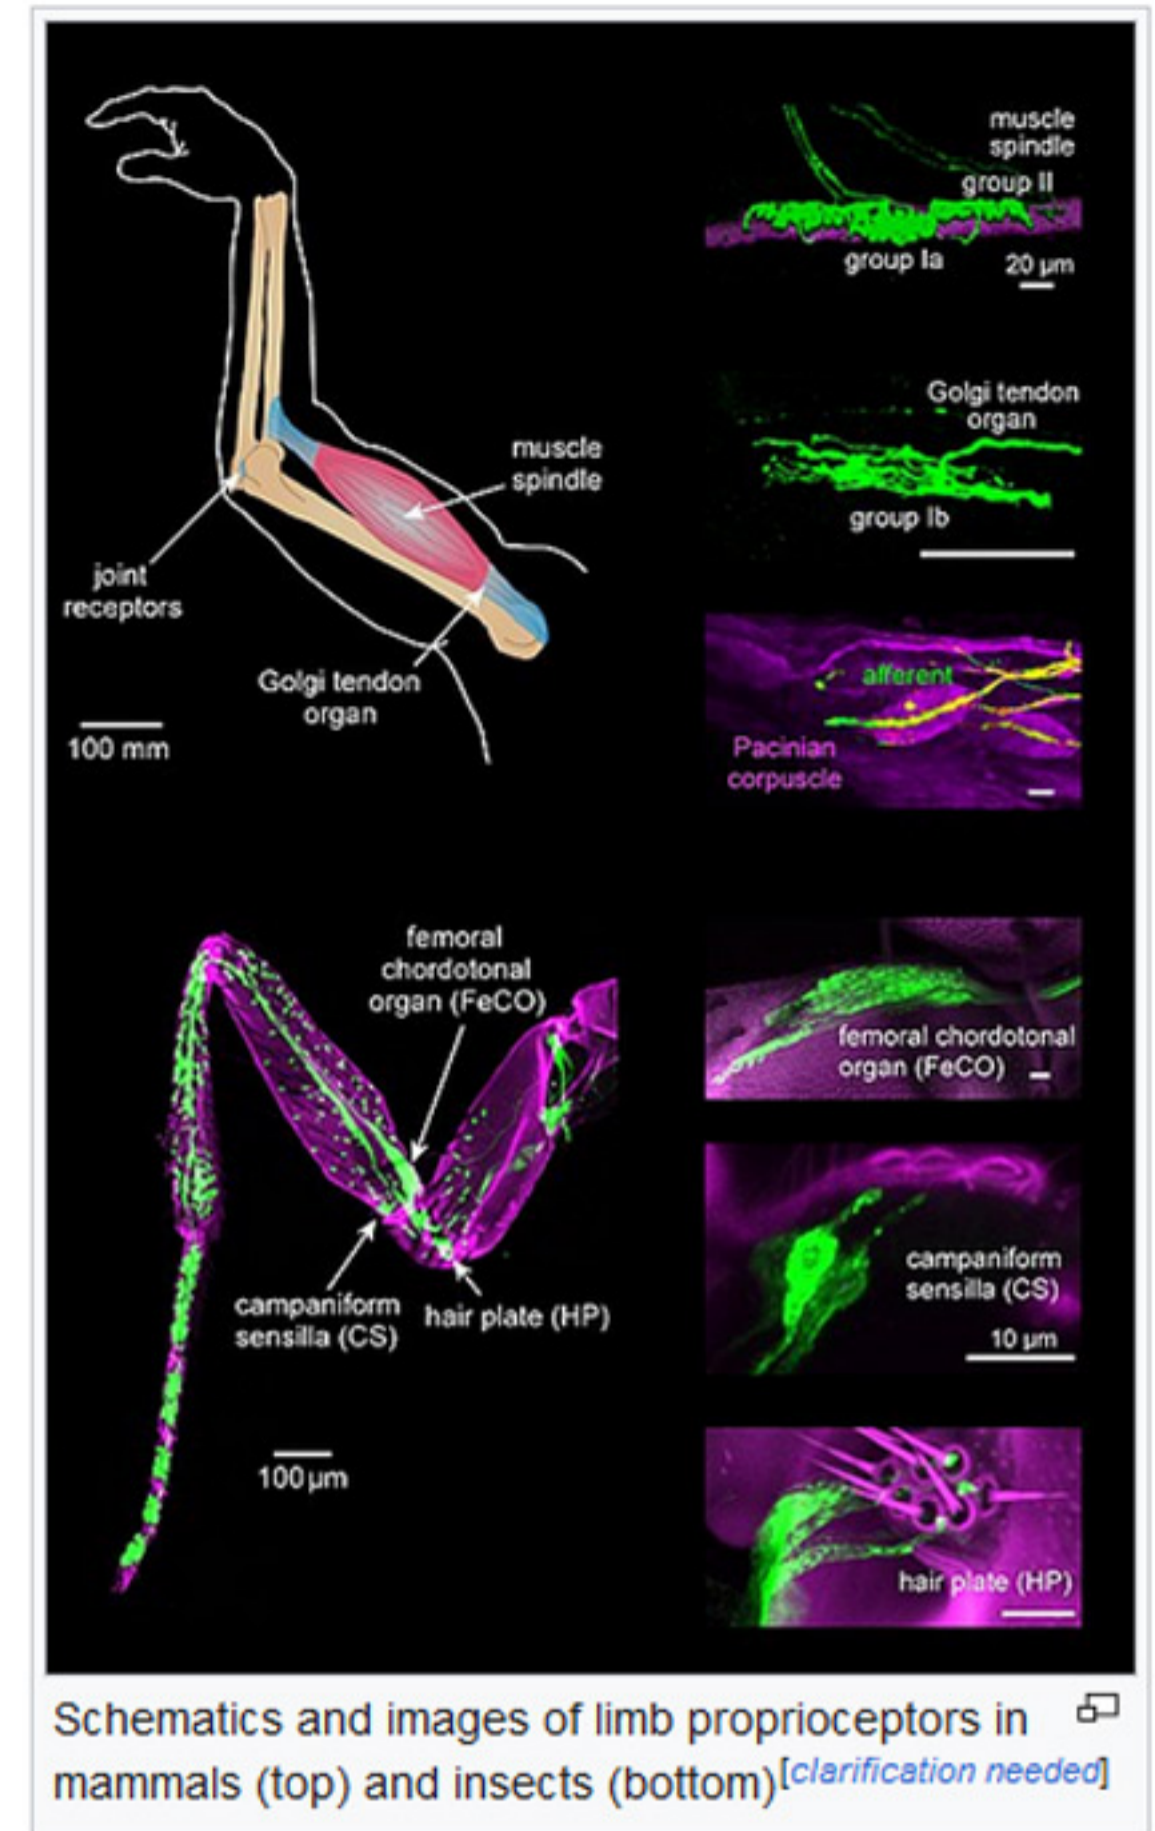 muscle
spindle
joint
receptors
Golgi tendon
organ
100 mm
muscle
spindle
group II
group Ia
20 µm
Golgi tendon
organ
group Ib
afferent
Pacinian
corpuscle
femoral
chordotonal
organ (FeCO)
campaniform
sensilla (CS)
hair plate (HP)
100 µm
femoral chordotonal
organ (FeCO)
campaniform
sensilla (CS)
10 µm
hair plate (HP)
Schematics and images of limb proprioceptors in
mammals (top) and insects (bottom)[clarification needed]